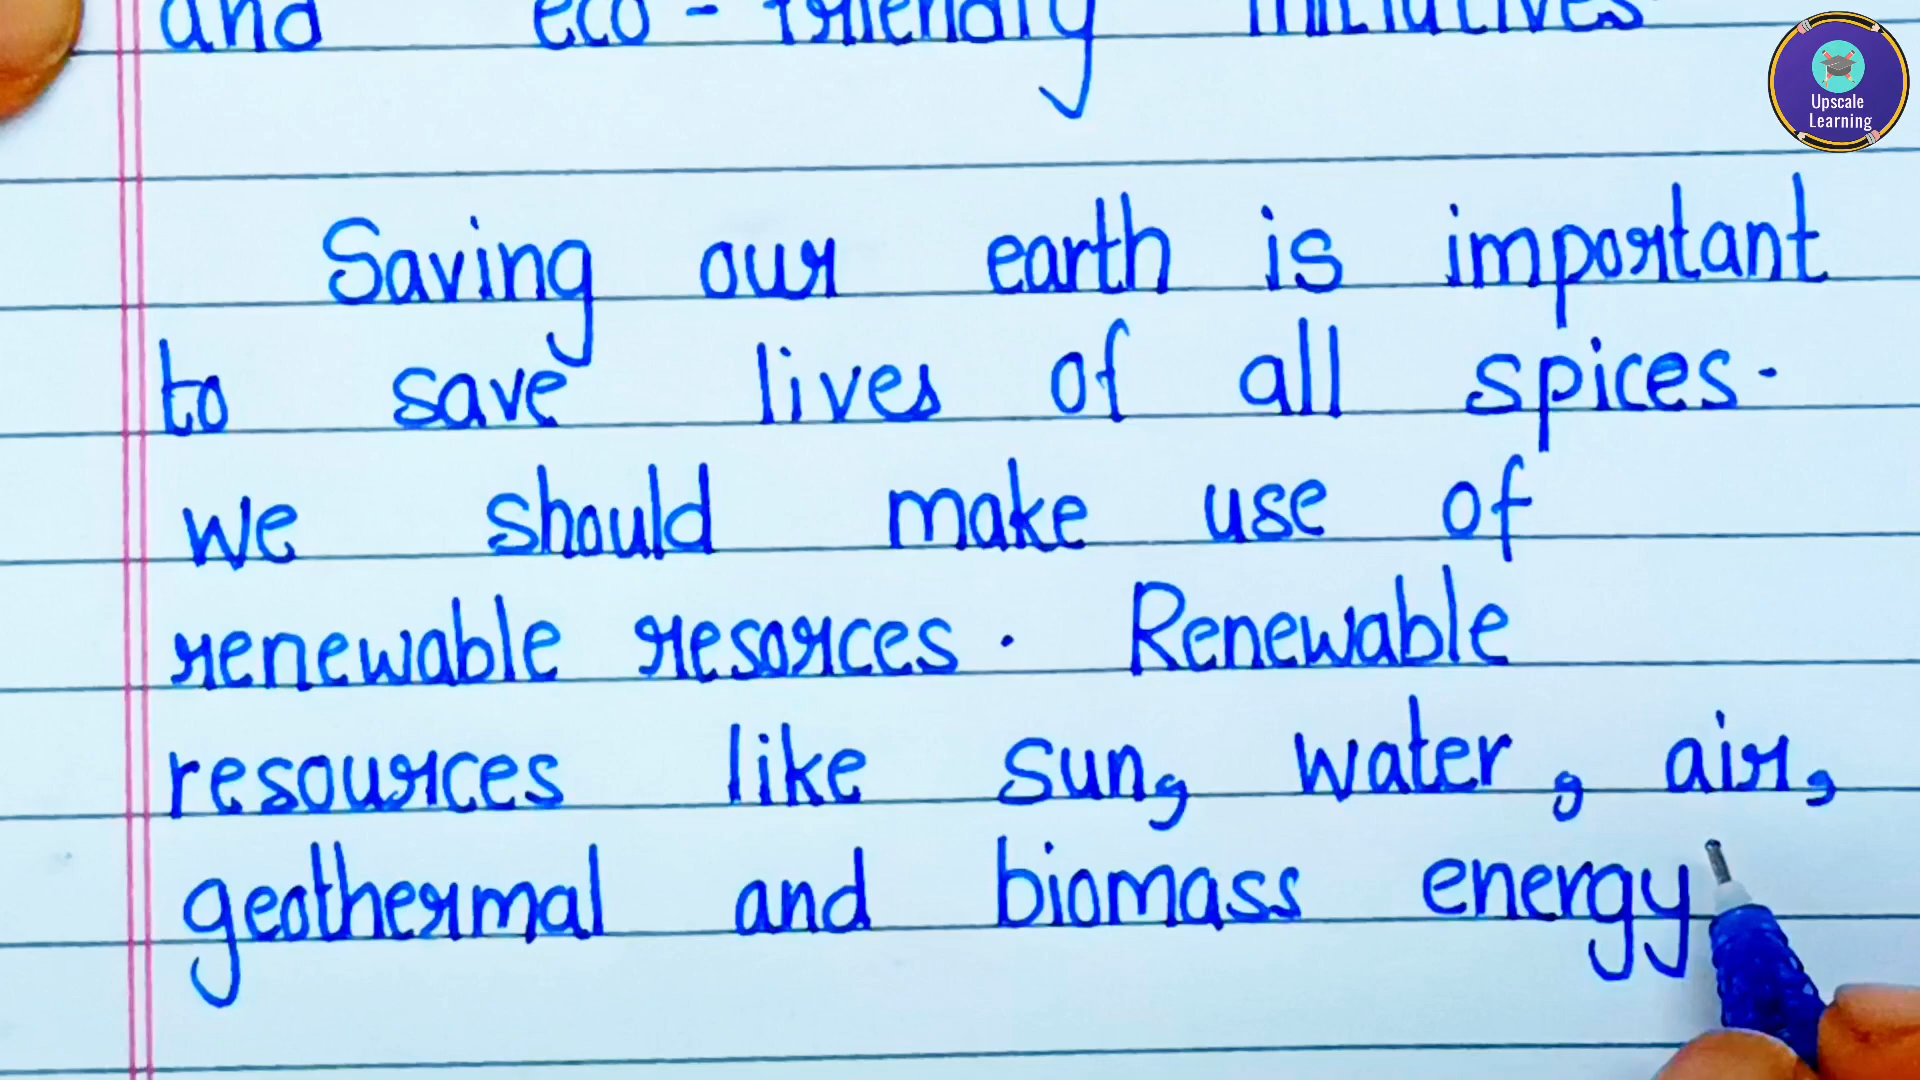 and eco-friendly initiatives
Upscale
Learning
Saving our earth is important
to save lives of all spices.
we should make use of
renewable resorces. Renewable
resources like sun, water, air,
geothermal and biomass energy